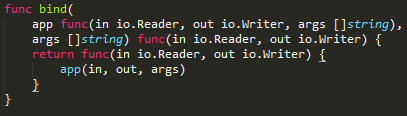 func bind(
    app func(in io.Reader, out io.Writer, args []string),
    args []string) func(in io.Reader, out io.Writer) {
    return func(in io.Reader, out io.Writer) {
        app(in, out, args)
    }
}